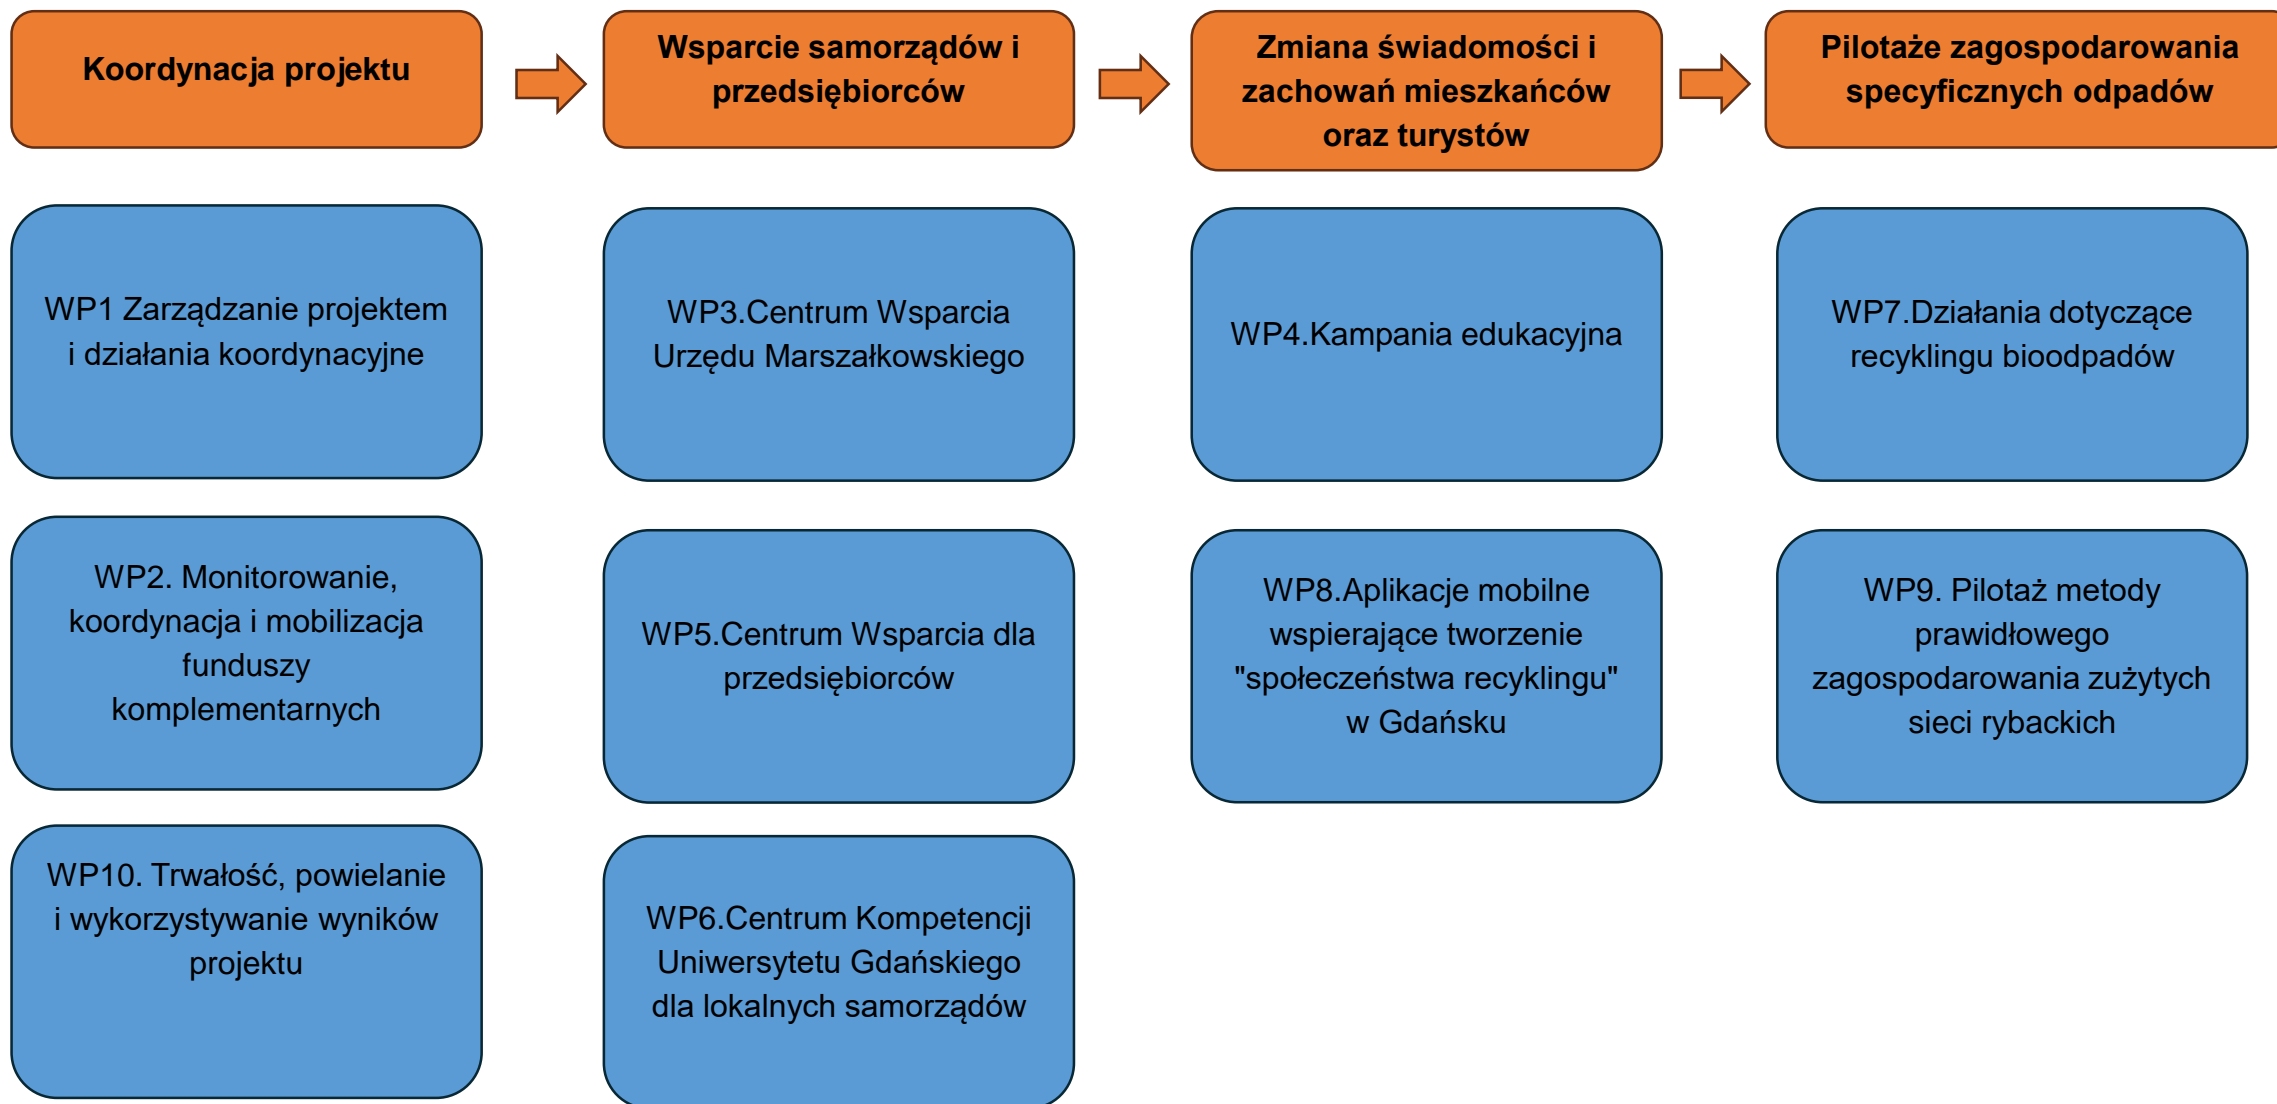 Koordynacja projektu
Wsparcie samorządów i
przedsiębiorców
Zmiana świadomości i
zachowań mieszkańców
oraz turystów
Pilotaże zagospodarowania
specyficznych odpadów
WP1 Zarządzanie projektem
i działania koordynacyjne
WP3.Centrum Wsparcia
Urzędu Marszałkowskiego
WP4.Kampania edukacyjna
WP7.Działania dotyczące
recyklingu bioodpadów
WP2. Monitorowanie,
koordynacja i mobilizacja
funduszy
komplementarnych
WP5.Centrum Wsparcia dla
przedsiębiorców
WP8.Aplikacje mobilne
wspierające tworzenie
"społeczeństwa recyklingu"
w Gdańsku
WP9. Pilotaż metody
prawidłowego
zagospodarowania zużytych
sieci rybackich
WP10. Trwałość, powielanie
i wykorzystywanie wyników
projektu
WP6.Centrum Kompetencji
Uniwersytetu Gdańskiego
dla lokalnych samorządów